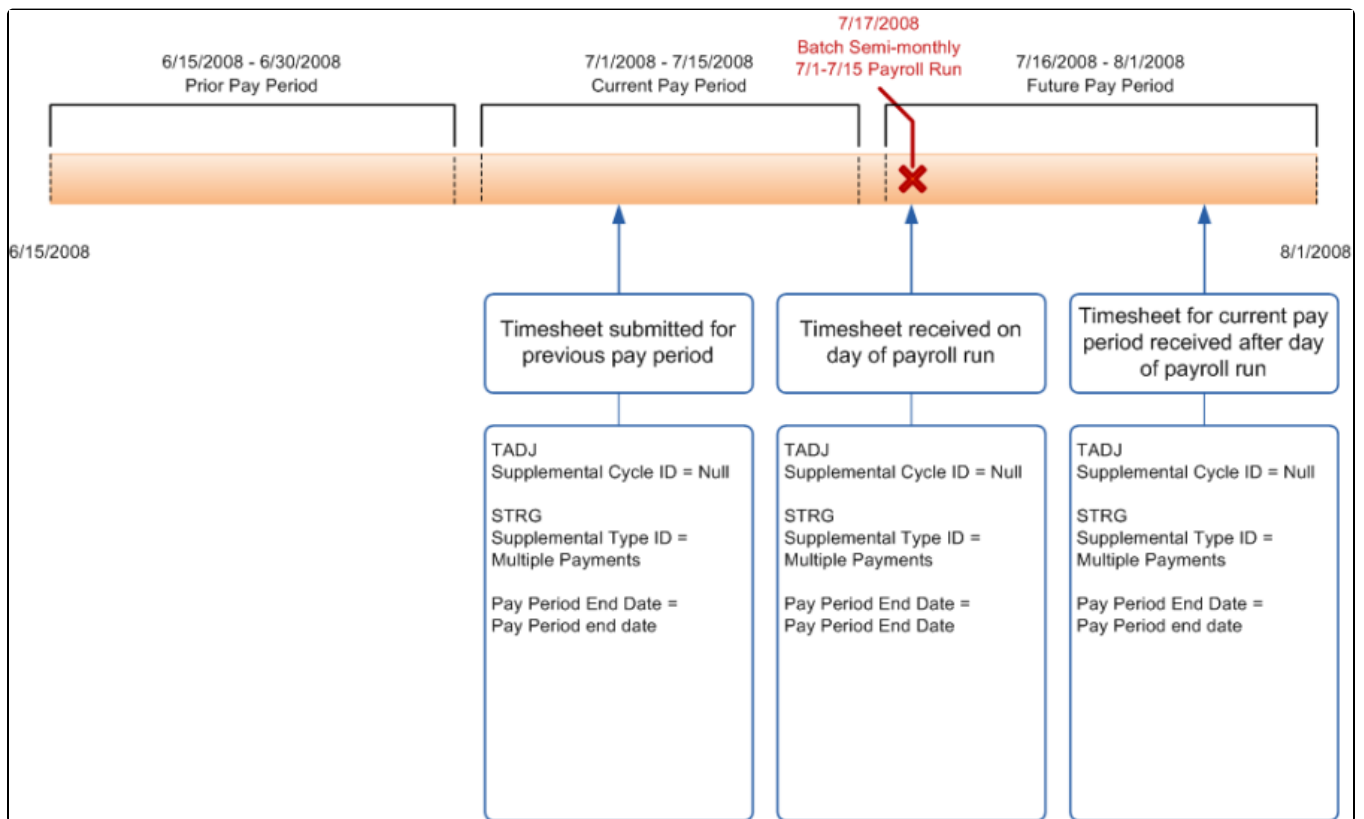 7/17/2008
Batch Semi-monthly
7/1-7/15 Payroll Run
6/15/2008 - 6/30/2008
Prior Pay Period
7/1/2008 - 7/15/2008
Current Pay Period
7/16/2008 - 8/1/2008
Future Pay Period
6/15/2008
8/1/2008
Timesheet submitted for
previous pay period
Timesheet received on
day of payroll run
Timesheet for current pay
period received after day
of payroll run
TADJ
Supplemental Cycle ID = Null
STRG
Supplemental Type ID =
Multiple Payments
Pay Period End Date =
Pay Period end date
TADJ
Supplemental Cycle ID = Null
STRG
Supplemental Type ID =
Multiple Payments
Pay Period End Date =
Pay Period End Date
TADJ
Supplemental Cycle ID = Null
STRG
Supplemental Type ID =
Multiple Payments
Pay Period End Date =
Pay Period end date